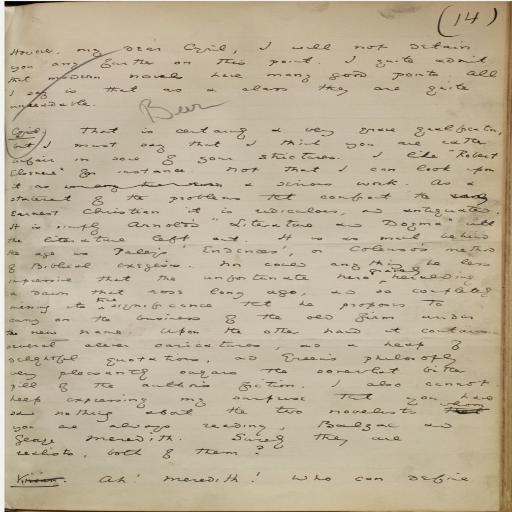 (14)
However, my dear Cyril, I will not detain
you any further on this point. I quite admit
that modern novels have many good points. All
I say is that as a class they are quite
unreadable.
Cyril. That is certainly a very grave qualification,
but I must say that I think you are rather
unfair in some of your strictures. I like "Robert
Elsmere" for instance. Not that I can look upon
it as a serious work. As a
statement of the problems that confront the
earnest Christian it is ridiculous, and antiquated.
It is simply Arnold's "Literature and Dogma" with
the literature left out. It is as much behind
the age as Paley's Evidences, or Colenso's method
of Biblical exegesis. Nor could anything be less
impressive than the unfortunate hero gravely heralding
a dawn that rose long ago, and so completely
missing its true significance that he proposes to
carry on the business of the old firm under
the new name. Upon the other hand it contains
several clever caricatures, and a heap of
delightful quotations, and Green's philosophy
very pleasantly sugars the somewhat bitter
pill of the author's fiction. I also cannot
help expressing my surprise that you have
said nothing about the two novelists whom
you are always reading, Balzac and
George Meredith. Surely they are
realists, both of them?
Vivian. Ah! Meredith! Who can define